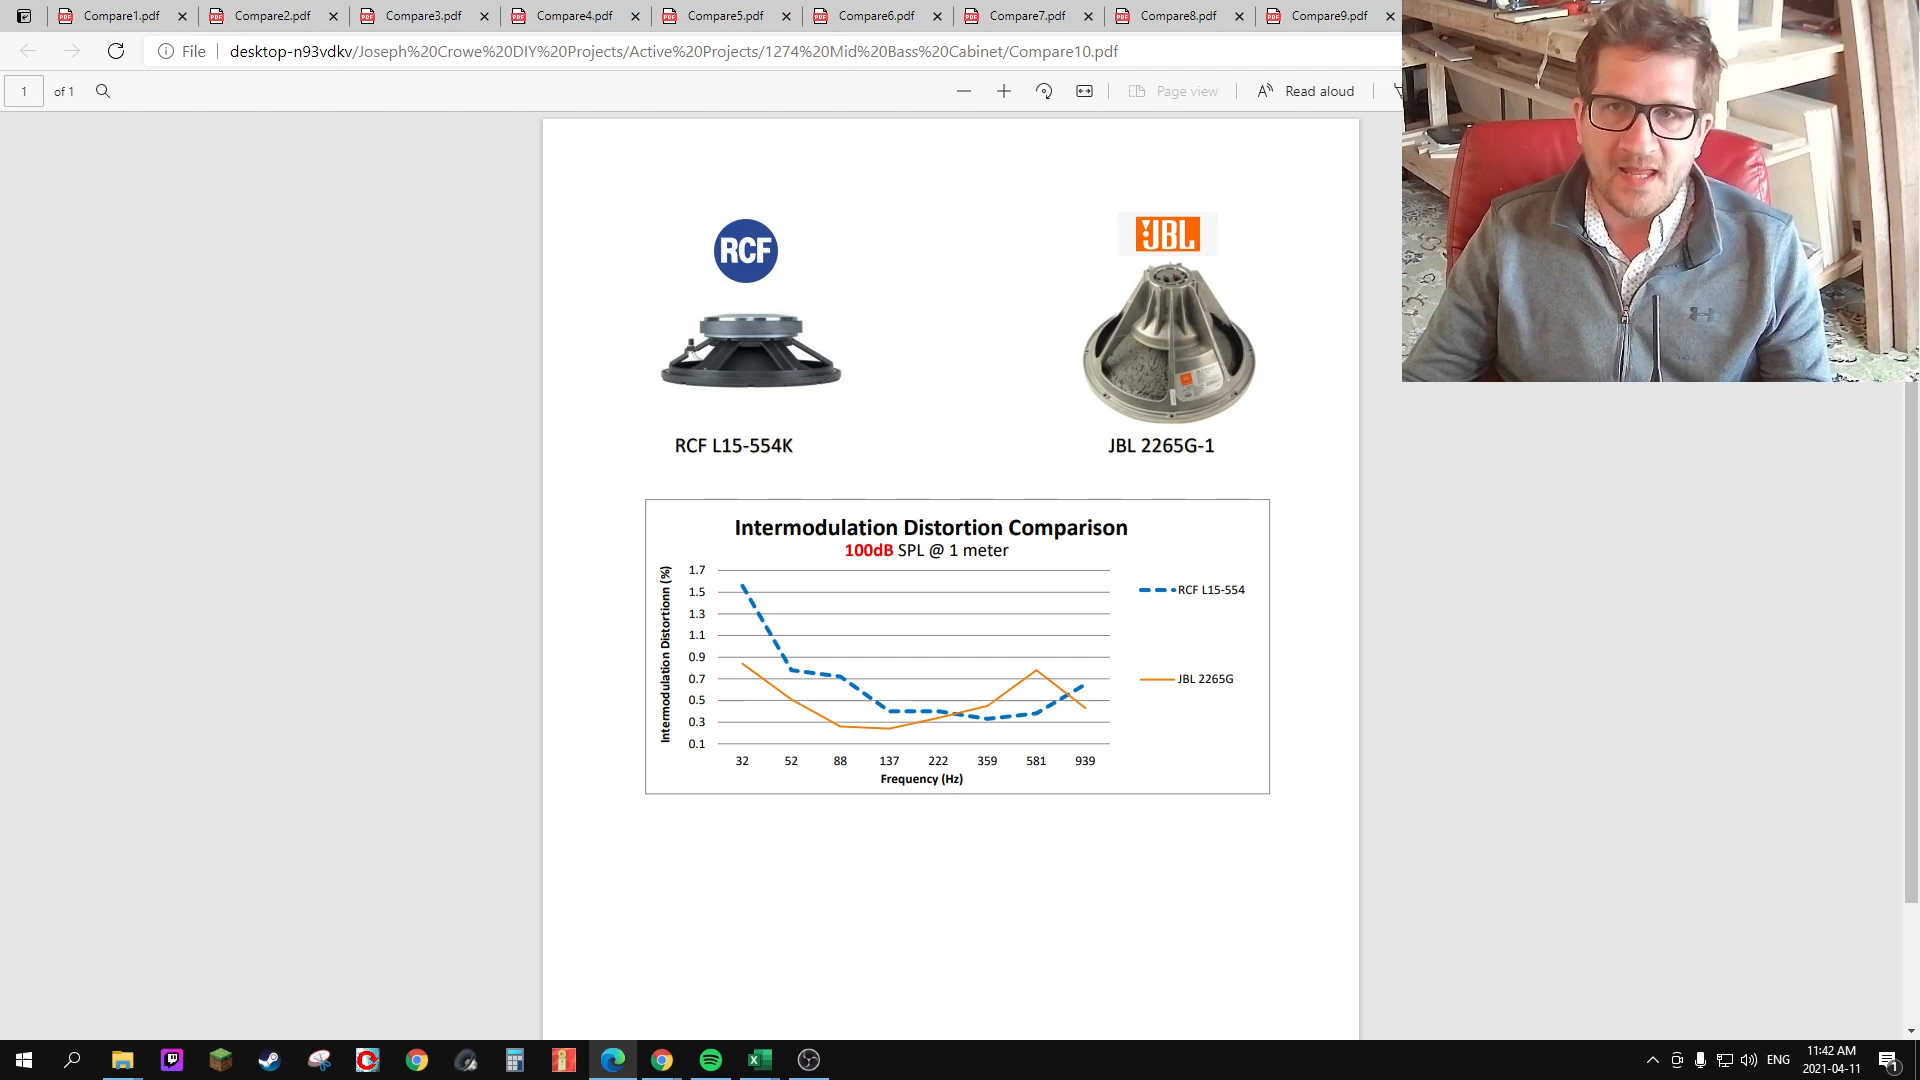 Compare1.pdf
Compare2.pdf
Compare3.pdf
Compare4.pdf
Compare5.pdf
Compare6.pdf
Compare7.pdf
Compare8.pdf
Compare9.pdf
File
desktop-n93vdkv/Joseph%20Crowe%20DIY%20Projects/Active%20Projects/1274%20Mid%20Bass%20Cabinet/Compare10.pdf
1 of 1
Page view
Read aloud
RCF
JBL
RCF L15-554K
JBL 2265G-1
Intermodulation Distortion Comparison
100dB SPL @ 1 meter
Intermodulation Distortionn (%)
1.7
1.5
1.3
1.1
0.9
0.7
0.5
0.3
0.1
32 52 88 137 222 359 581 939
Frequency (Hz)
RCF L15-554
JBL 2265G
ENG
11:42 AM
2021-04-11
1